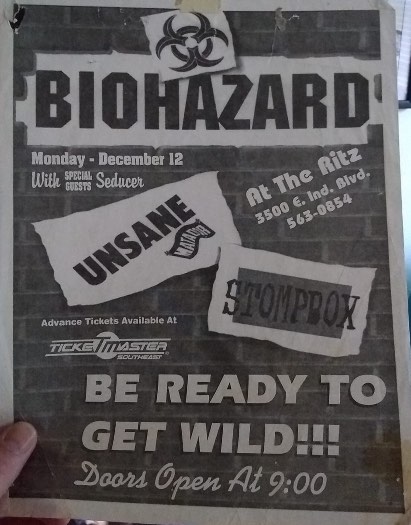 BIOHAZARD
Monday - December 12
With SPECIAL GUESTS Seducer
At The Ritz
3500 E. Ind. Blvd.
563-0854
UNSANE
MATADOR
STOMPBOX
Advance Tickets Available At
TICKETMASTER
SOUTHEAST
BE READY TO
GET WILD!!!
Doors Open At 9:00